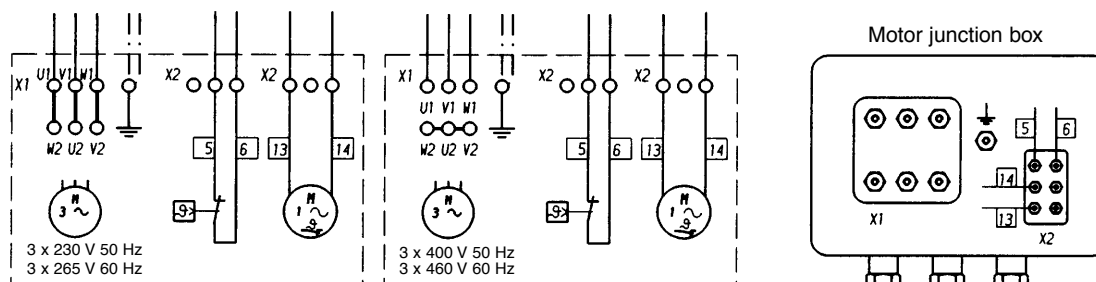 X1 U1 V1 W1 X2 X2
W2 U2 V2
5 6 13 14
M 3 ~
ϑ
M 1 ~ ϑ
3 x 230 V 50 Hz
3 x 265 V 60 Hz
X1 X2 X2
U1 V1 W1
W2 U2 V2
5 6 13 14
M 3 ~
ϑ
M 1 ~ ϑ
3 x 400 V 50 Hz
3 x 460 V 60 Hz
Motor junction box
5 6
14
13
X1 X2